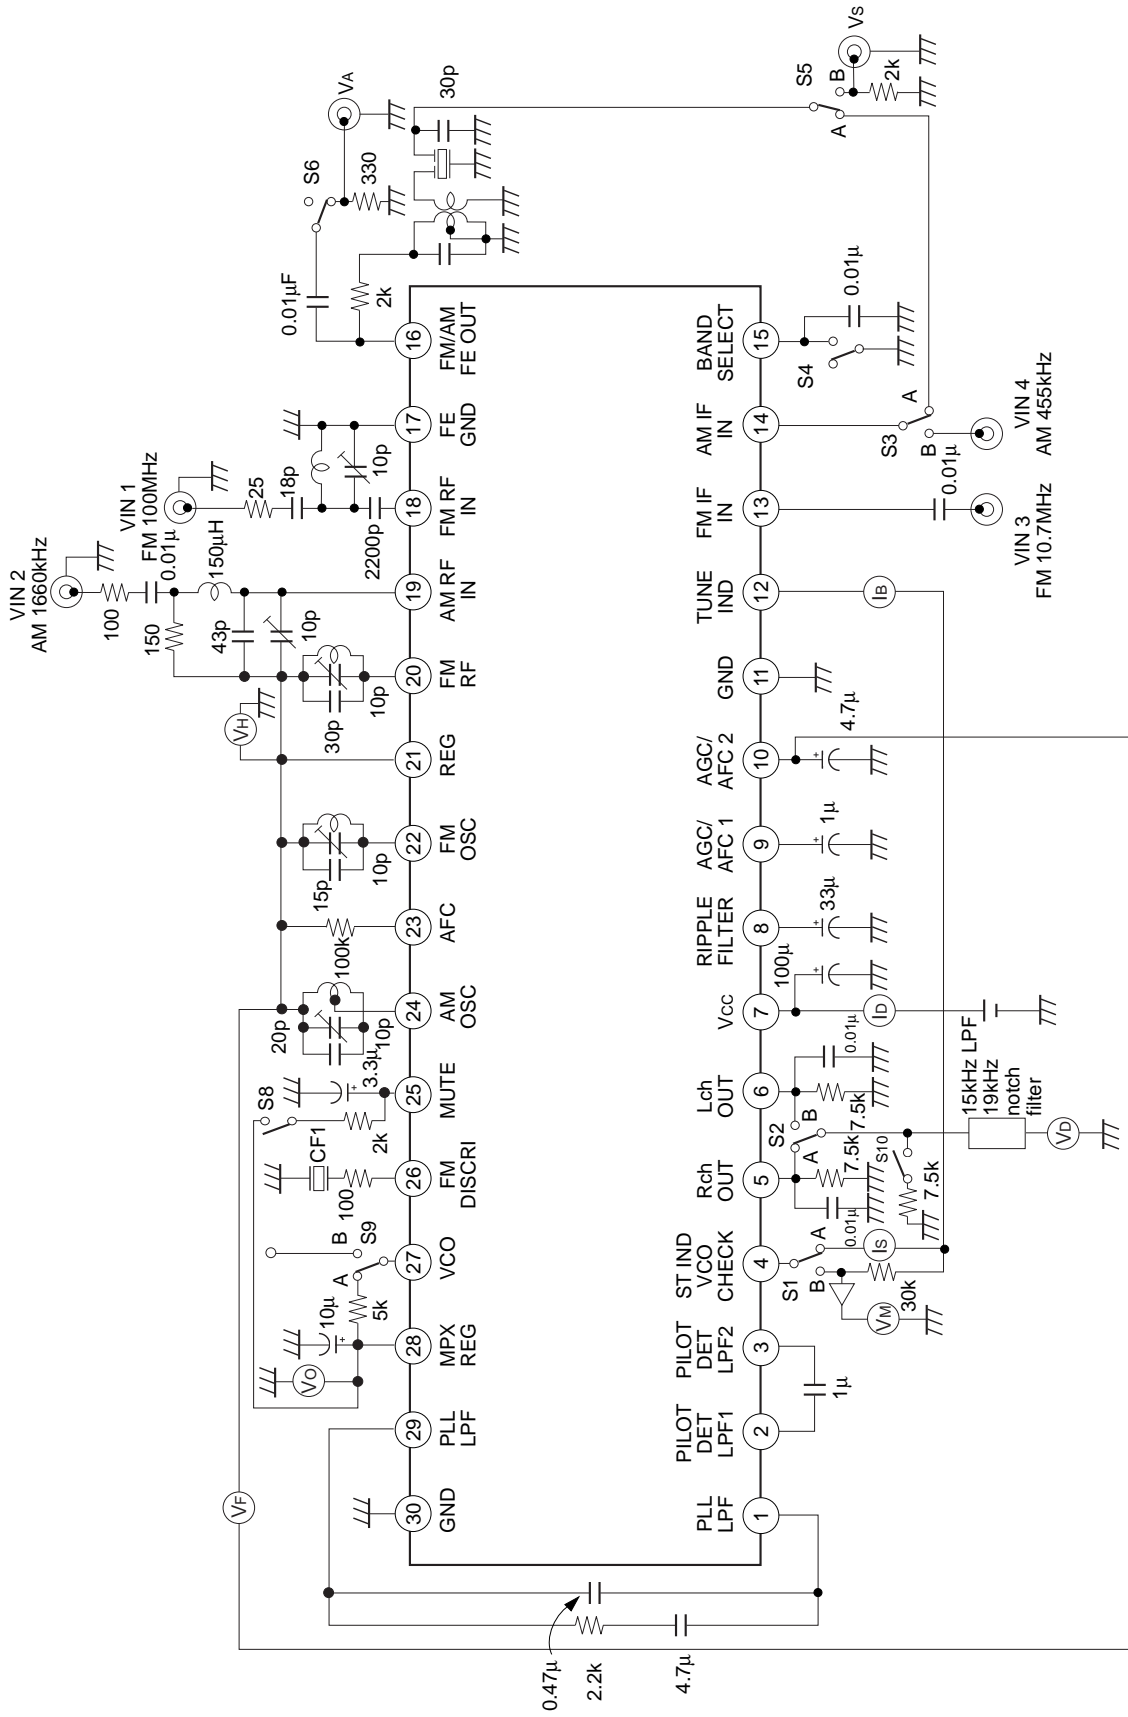 VIN 2
AM 1660kHz
VIN 1
FM 100MHz
100
0.01µ
150
150µH
43p
10p
25
18p
10p
2200p
0.01µF
2k
S6
VA
330
30p
VF
VH
20p
10p
3.3µ
100k
15p
10p
30p
10p
S8
2k
CF1
100
B
S9
A
5k
10µ
VO
30
GND
29
PLL
LPF
28
MPX
REG
27
VCO
26
FM
DISCRI
25
MUTE
24
AM
OSC
23
AFC
22
FM
OSC
21
REG
20
FM
RF
19
AM RF
IN
18
FM RF
IN
17
FE
GND
16
FM/AM
FE OUT
PLL
LPF
1
PILOT
DET
LPF1
2
PILOT
DET
LPF2
3
ST IND
VCO
CHECK
4
Rch
OUT
5
Lch
OUT
6
VCC
7
RIPPLE
FILTER
8
AGC/
AFC 1
9
AGC/
AFC 2
10
GND
11
TUNE
IND
12
FM IF
IN
13
AM IF
IN
14
BAND
SELECT
15
0.47µ
2.2k
4.7µ
1µ
S1
B
A
VM
30k
IS
0.01µ
7.5k
S2
A
B
7.5k
0.01µ
S10
7.5k
15kHz LPF
19kHz
notch
filter
VD
ID
100µ
33µ
1µ
4.7µ
IB
0.01µ
VIN 3
FM 10.7MHz
S3
A
B
VIN 4
AM 455kHz
S4
0.01µ
S5
A
B
2k
VS